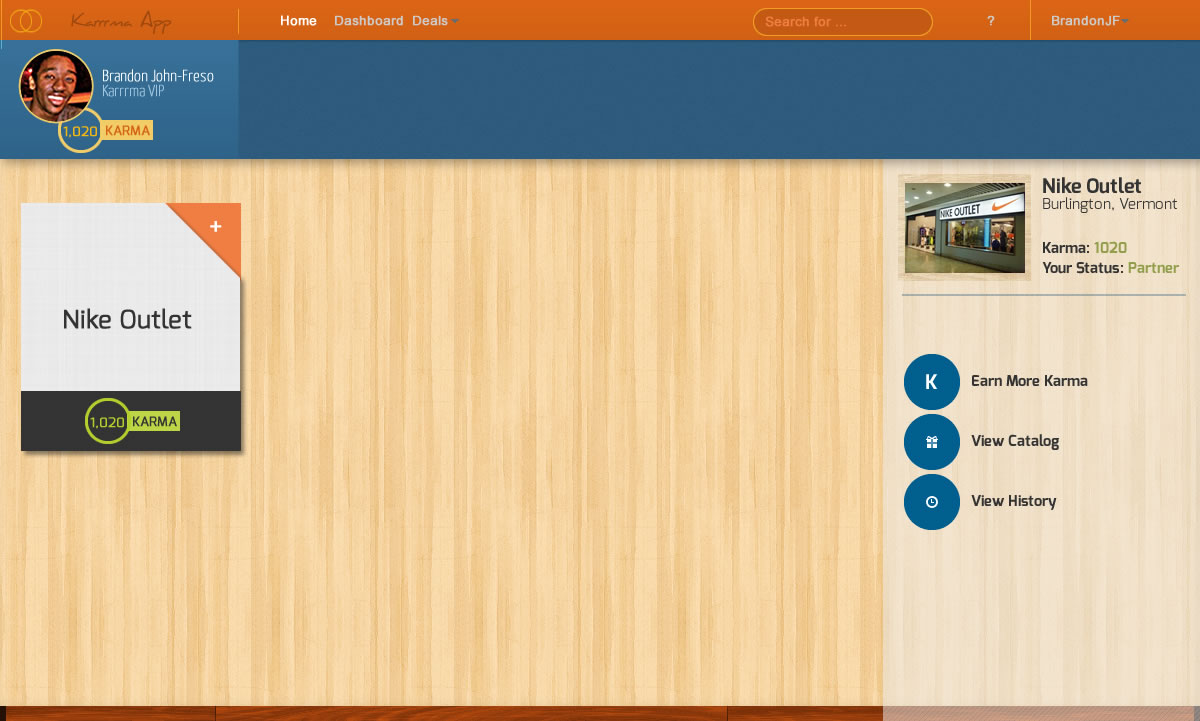 Karrrma App
Home Dashboard Deals
Search for ...
?
BrandonJF
Brandon John-Freso
Karrrma VIP
1,020 KARMA
+
Nike Outlet
1,020 KARMA
NIKE OUTLET
Nike Outlet
Burlington, Vermont
Karma: 1020
Your Status: Partner
K Earn More Karma
View Catalog
View History